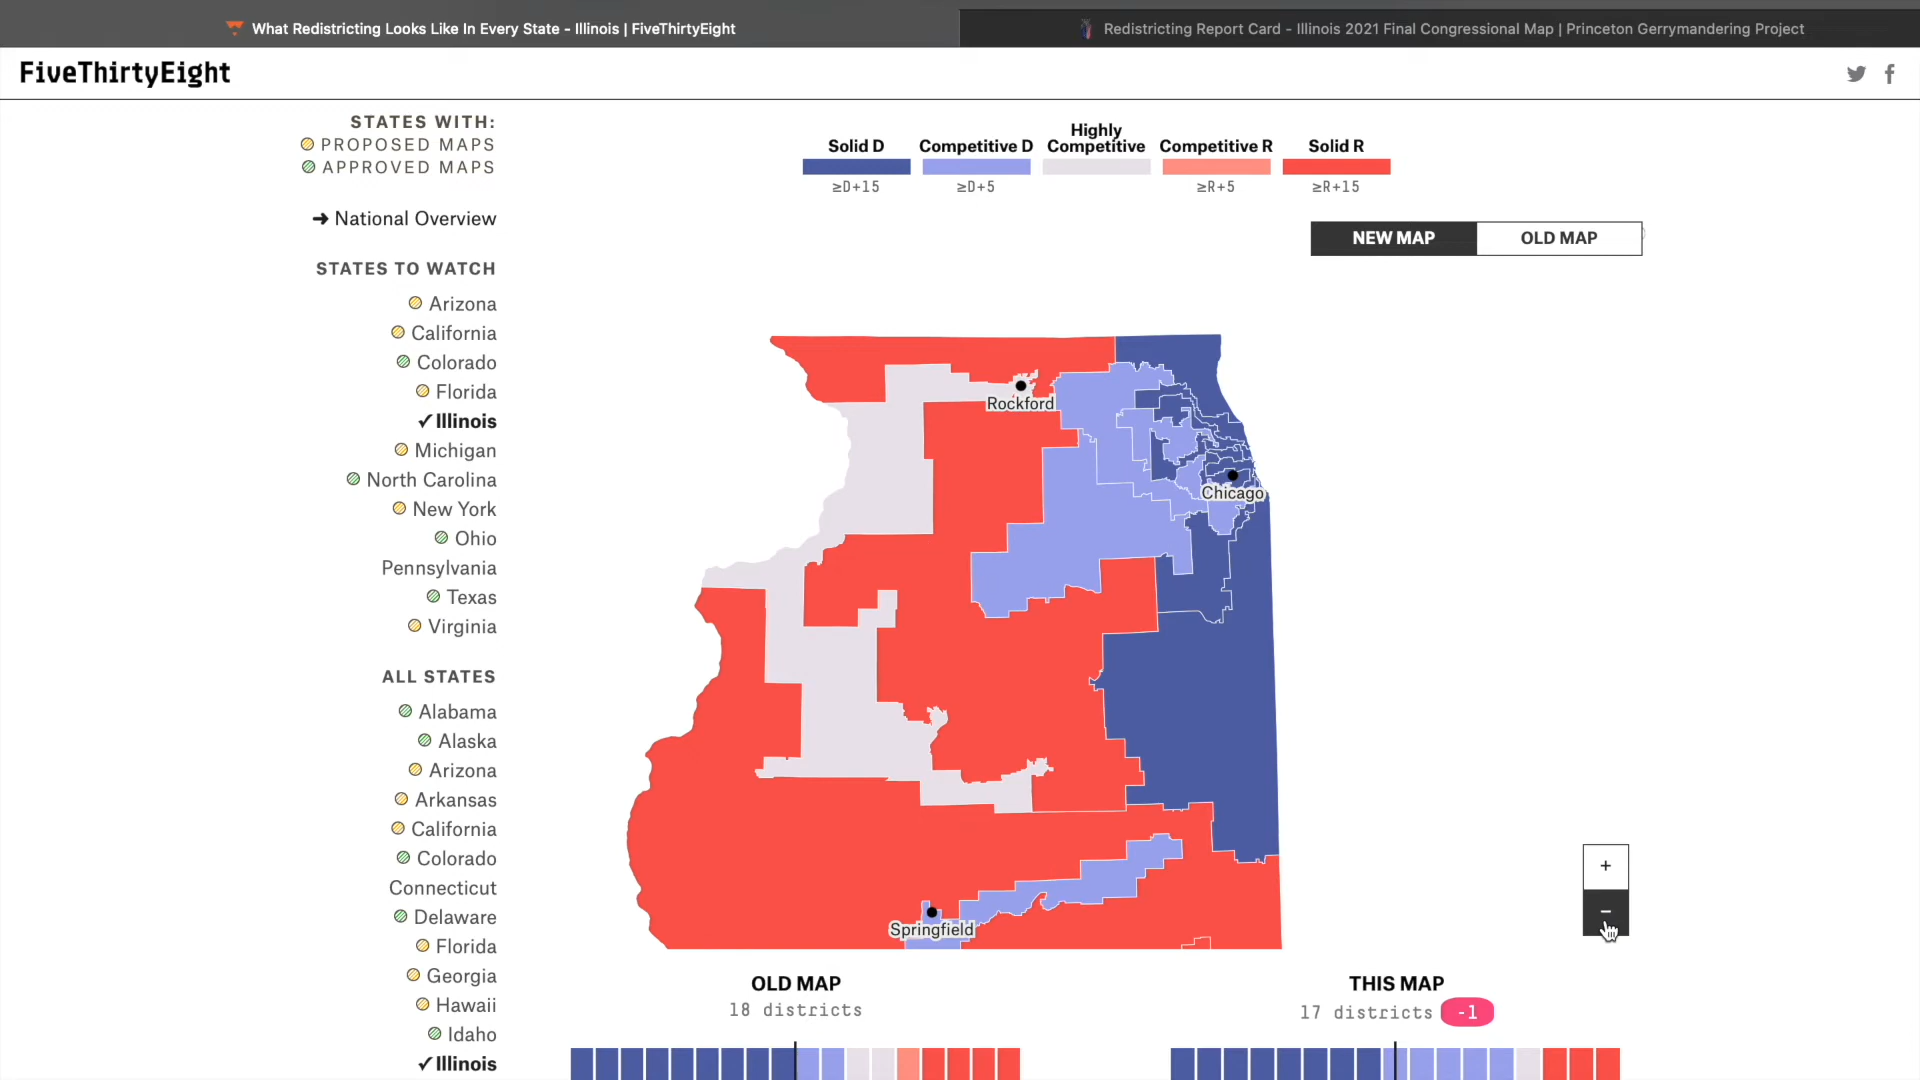 What Redistricting Looks Like In Every State - Illinois | FiveThirtyEight
Redistricting Report Card - Illinois 2021 Final Congressional Map | Princeton Gerrymandering Project
FiveThirtyEight
STATES WITH:
PROPOSED MAPS
APPROVED MAPS
➜ National Overview
STATES TO WATCH
Arizona
California
Colorado
Florida
✓Illinois
Michigan
North Carolina
New York
Ohio
Pennsylvania
Texas
Virginia
ALL STATES
Alabama
Alaska
Arizona
Arkansas
California
Colorado
Connecticut
Delaware
Florida
Georgia
Hawaii
Idaho
✓Illinois
Solid D
≥D+15
Competitive D
≥D+5
Highly
Competitive
Competitive R
≥R+5
Solid R
≥R+15
NEW MAP
OLD MAP
Rockford
Chicago
Springfield
+
−
OLD MAP
18 districts
THIS MAP
17 districts -1